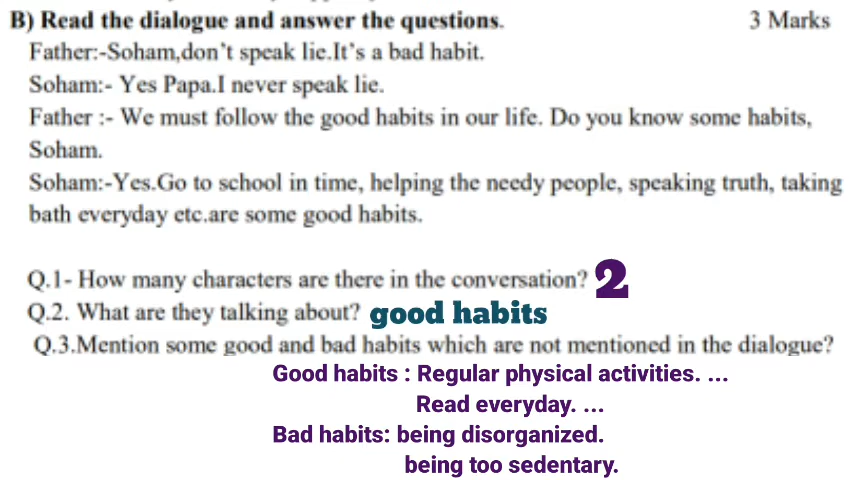 B) Read the dialogue and answer the questions. 3 Marks
Father:-Soham,don't speak lie.It's a bad habit.
Soham:- Yes Papa.I never speak lie.
Father :- We must follow the good habits in our life. Do you know some habits,
Soham.
Soham:-Yes.Go to school in time, helping the needy people, speaking truth, taking
bath everyday etc.are some good habits.
Q.1- How many characters are there in the conversation? 2
Q.2. What are they talking about? good habits
Q.3.Mention some good and bad habits which are not mentioned in the dialogue?
Good habits : Regular physical activities. ...
Read everyday. ...
Bad habits: being disorganized.
being too sedentary.